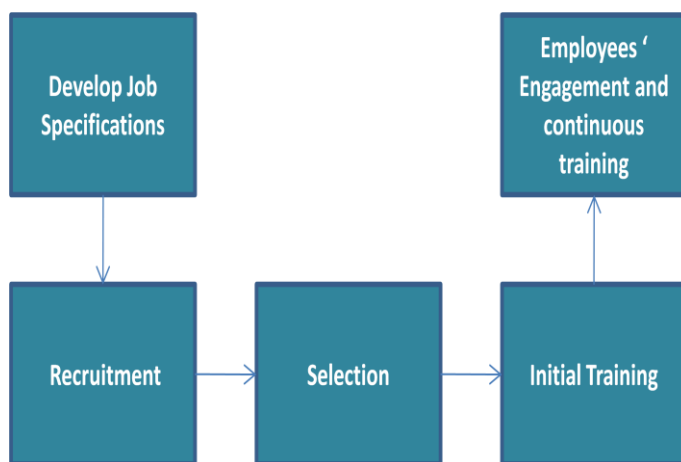 Develop Job
Specifications
Recruitment
Selection
Initial Training
Employees ‘
Engagement and
continuous
training